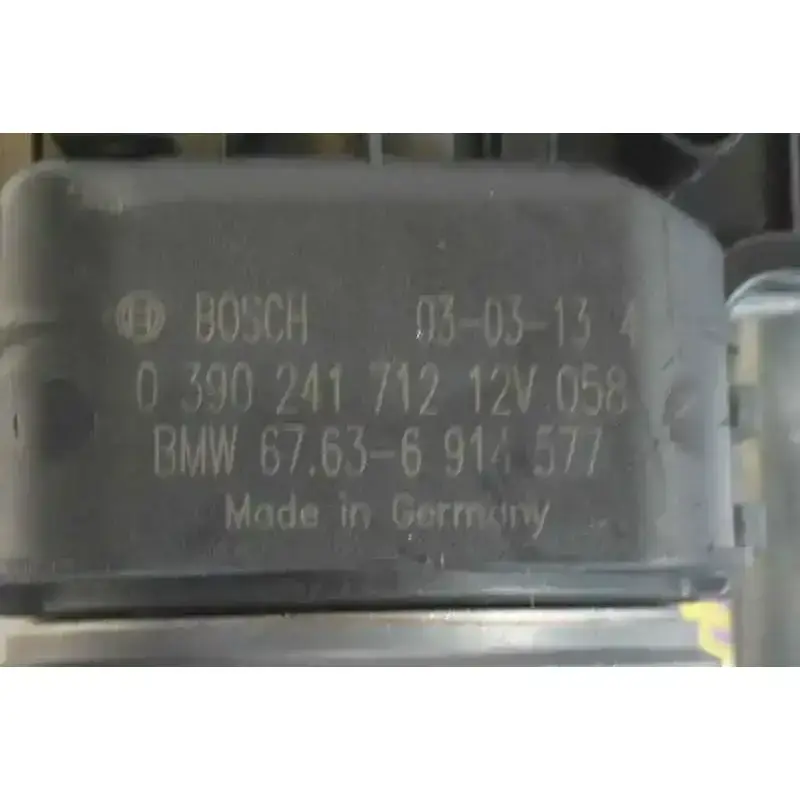 BOSCH 03-03-13 4
0 390 241 712 12V 058
BMW 67.63-6 914 577
Made in Germany